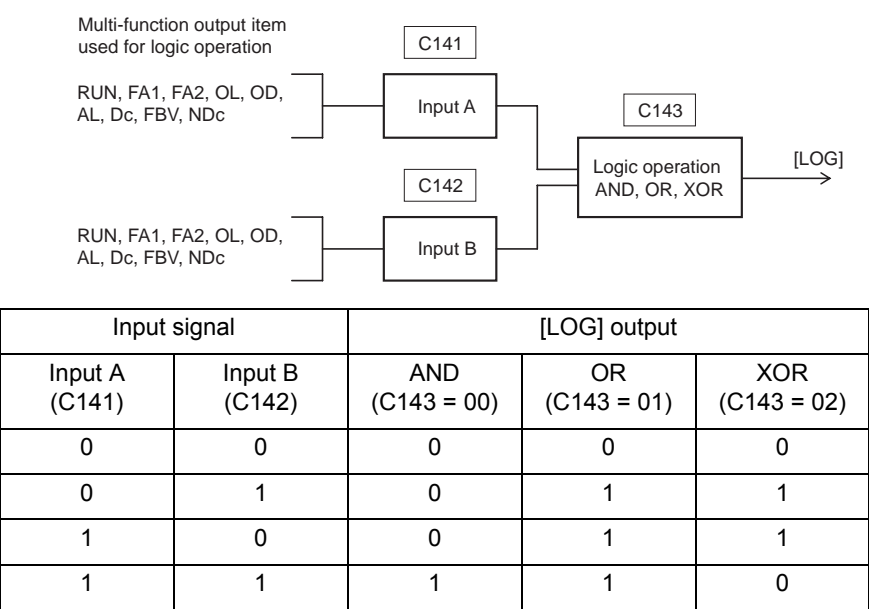 Multi-function output item
used for logic operation
C141
RUN, FA1, FA2, OL, OD,
AL, Dc, FBV, NDc
Input A
C143
Logic operation
AND, OR, XOR
[LOG]
C142
RUN, FA1, FA2, OL, OD,
AL, Dc, FBV, NDc
Input B
Input signal [LOG] output
Input A (C141) Input B (C142) AND (C143 = 00) OR (C143 = 01) XOR (C143 = 02)
0 0 0 0 0
0 1 0 1 1
1 0 0 1 1
1 1 1 1 0